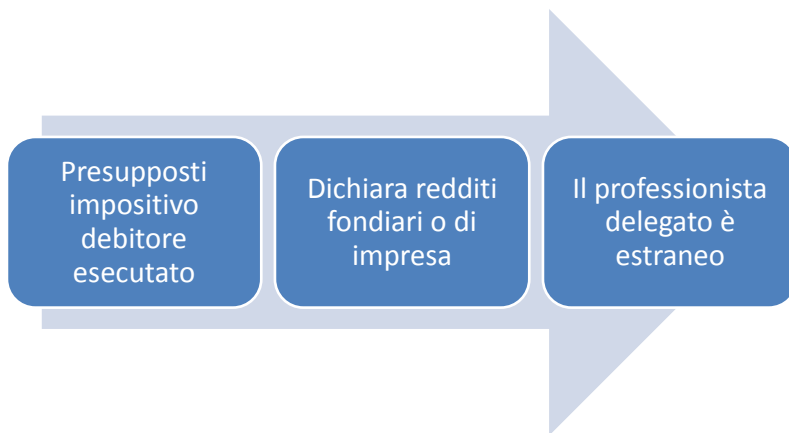 Presupposti
impositivo
debitore
esecutato
Dichiara redditi
fondiari o di
impresa
Il professionista
delegato è
estraneo